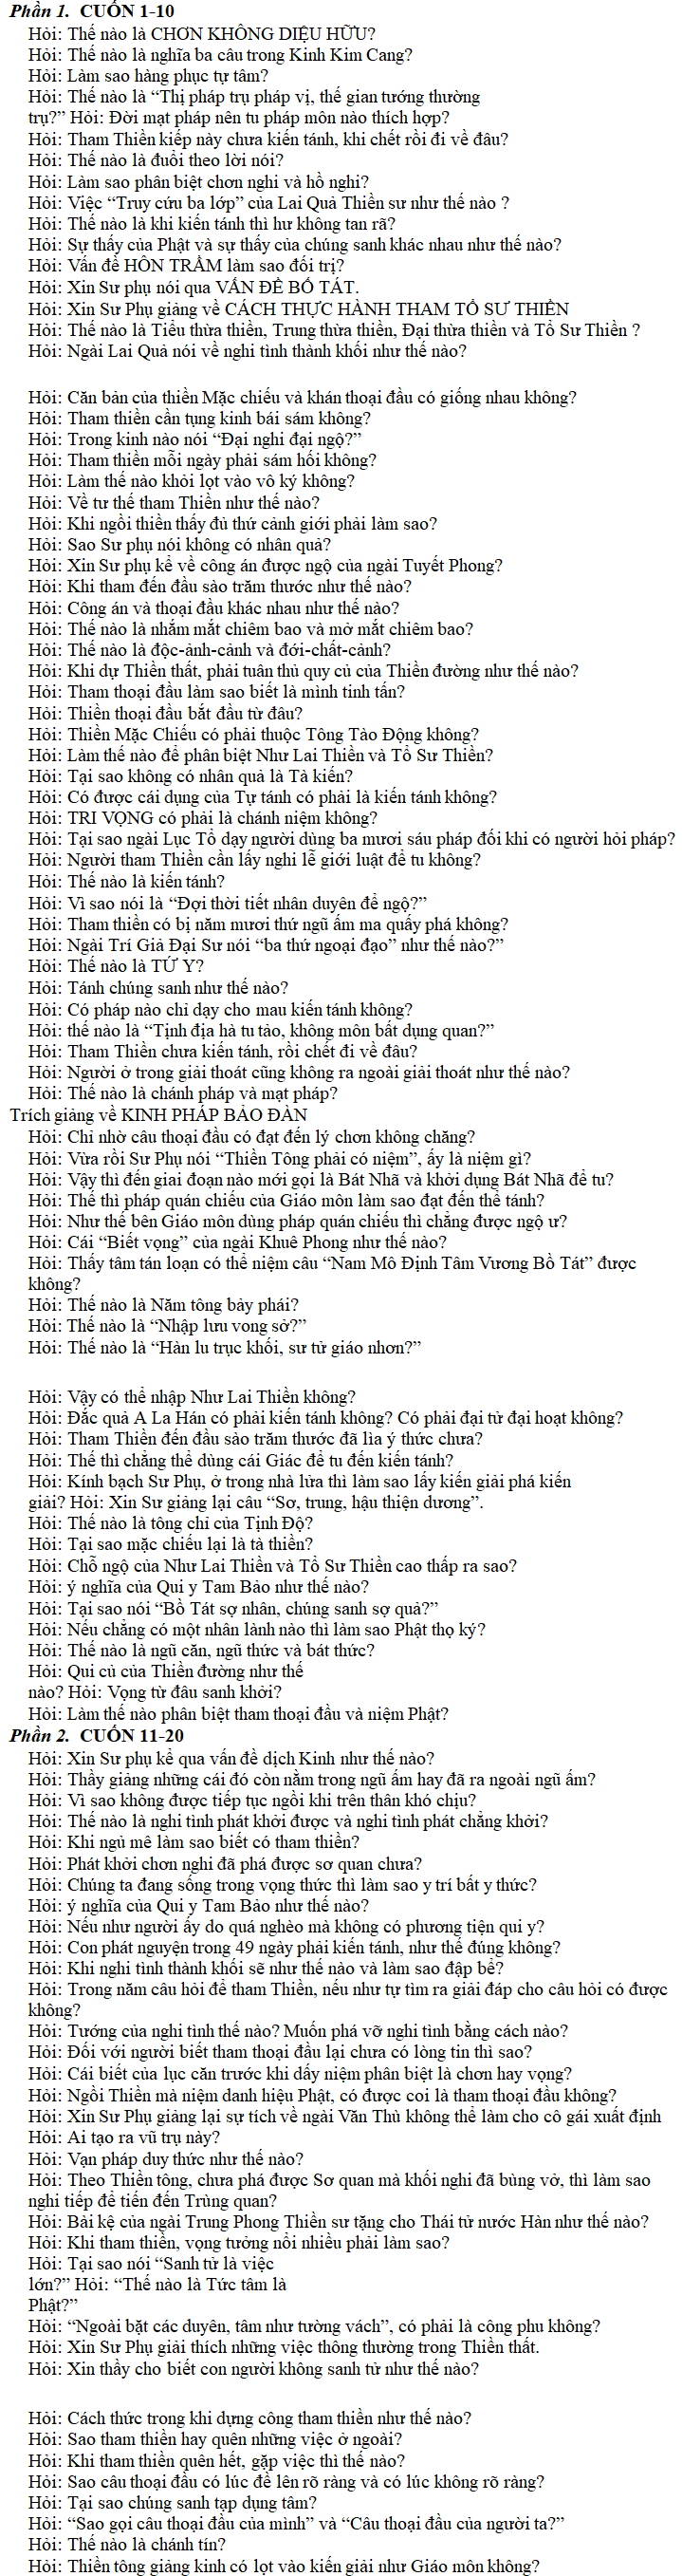 Phần 1. CUỐN 1-10
Hỏi: Thế nào là CHƠN KHÔNG DIỆU HỮU?
Hỏi: Thế nào là nghĩa ba câu trong Kinh Kim Cang?
Hỏi: Làm sao hàng phục tự tâm?
Hỏi: Thế nào là “Thị pháp trụ pháp vị, thế gian tướng thường
trụ?” Hỏi: Đời mạt pháp nên tu pháp môn nào thích hợp?
Hỏi: Tham Thiền kiếp này chưa kiến tánh, khi chết rồi đi về đâu?
Hỏi: Thế nào là đuổi theo lời nói?
Hỏi: Làm sao phân biệt chơn nghi và hồ nghi?
Hỏi: Việc “Truy cứu ba lớp” của Lai Quả Thiền sư như thế nào ?
Hỏi: Thế nào là khi kiến tánh thì hư không tan rã?
Hỏi: Sự thấy của Phật và sự thấy của chúng sanh khác nhau như thế nào?
Hỏi: Vấn đề HÔN TRẦM làm sao đối trị?
Hỏi: Xin Sư phụ nói qua VẤN ĐỀ BỒ TÁT.
Hỏi: Xin Sư Phụ giảng về CÁCH THỰC HÀNH THAM TỔ SƯ THIỀN
Hỏi: Thế nào là Tiểu thừa thiền, Trung thừa thiền, Đại thừa thiền và Tổ Sư Thiền ?
Hỏi: Ngài Lai Quả nói về nghi tình thành khối như thế nào?
Hỏi: Căn bản của thiền Mặc chiếu và khán thoại đầu có giống nhau không?
Hỏi: Tham thiền cần tụng kinh bái sám không?
Hỏi: Trong kinh nào nói “Đại nghi đại ngộ?”
Hỏi: Tham thiền mỗi ngày phải sám hối không?
Hỏi: Làm thế nào khỏi lọt vào vô ký không?
Hỏi: Về tư thế tham Thiền như thế nào?
Hỏi: Khi ngồi thiền thấy đủ thứ cảnh giới phải làm sao?
Hỏi: Sao Sư phụ nói không có nhân quả?
Hỏi: Xin Sư phụ kể về công án được ngộ của ngài Tuyết Phong?
Hỏi: Khi tham đến đầu sào trăm thước như thế nào?
Hỏi: Công án và thoại đầu khác nhau như thế nào?
Hỏi: Thế nào là nhắm mắt chiêm bao và mở mắt chiêm bao?
Hỏi: Thế nào là độc-ảnh-cảnh và đới-chất-cảnh?
Hỏi: Khi dự Thiền thất, phải tuân thủ quy củ của Thiền đường như thế nào?
Hỏi: Tham thoại đầu làm sao biết là mình tinh tấn?
Hỏi: Thiền thoại đầu bắt đầu từ đâu?
Hỏi: Thiền Mặc Chiếu có phải thuộc Tông Tào Động không?
Hỏi: Làm thế nào để phân biệt Như Lai Thiền và Tổ Sư Thiền?
Hỏi: Tại sao không có nhân quả là Tà kiến?
Hỏi: Có được cái dụng của Tự tánh có phải là kiến tánh không?
Hỏi: TRI VỌNG có phải là chánh niệm không?
Hỏi: Tại sao ngài Lục Tổ dạy người dùng ba mươi sáu pháp đối khi có người hỏi pháp?
Hỏi: Người tham Thiền cần lấy nghi lễ giới luật để tu không?
Hỏi: Thế nào là kiến tánh?
Hỏi: Vì sao nói là “Đợi thời tiết nhân duyên để ngộ?”
Hỏi: Tham thiền có bị năm mươi thứ ngũ ấm ma quấy phá không?
Hỏi: Ngài Trí Giả Đại Sư nói “ba thứ ngoại đạo” như thế nào?”
Hỏi: Thế nào là TỨ Y?
Hỏi: Tánh chúng sanh như thế nào?
Hỏi: Có pháp nào chỉ dạy cho mau kiến tánh không?
Hỏi: thế nào là “Tịnh địa hà tu tảo, không môn bất dụng quan?”
Hỏi: Tham Thiền chưa kiến tánh, rồi chết đi về đâu?
Hỏi: Người ở trong giải thoát cũng không ra ngoài giải thoát như thế nào?
Hỏi: Thế nào là chánh pháp và mạt pháp?
Trích giảng về KINH PHÁP BẢO ĐÀN
Hỏi: Chỉ nhờ câu thoại đầu có đạt đến lý chơn không chăng?
Hỏi: Vừa rồi Sư Phụ nói “Thiền Tông phải có niệm”, ấy là niệm gì?
Hỏi: Vậy thì đến giai đoạn nào mới gọi là Bát Nhã và khởi dụng Bát Nhã để tu?
Hỏi: Thế thì pháp quán chiếu của Giáo môn làm sao đạt đến thể tánh?
Hỏi: Như thế bên Giáo môn dùng pháp quán chiếu thì chẳng được ngộ ư?
Hỏi: Cái “Biết vọng” của ngài Khuê Phong như thế nào?
Hỏi: Thấy tâm tán loạn có thể niệm câu “Nam Mô Định Tâm Vương Bồ Tát” được
không?
Hỏi: Thế nào là Năm tông bảy phái?
Hỏi: Thế nào là “Nhập lưu vong sở?”
Hỏi: Thế nào là “Hàn lu trục khối, sư tử giáo nhơn?”
Hỏi: Vậy có thể nhập Như Lai Thiền không?
Hỏi: Đắc quả A La Hán có phải kiến tánh không? Có phải đại tử đại hoạt không?
Hỏi: Tham Thiền đến đầu sào trăm thước đã lìa ý thức chưa?
Hỏi: Thế thì chẳng thể dùng cái Giác để tu đến kiến tánh?
Hỏi: Kính bạch Sư Phụ, ở trong nhà lửa thì làm sao lấy kiến giải phá kiến
giải? Hỏi: Xin Sư giảng lại câu “Sơ, trung, hậu thiện dương”.
Hỏi: Thế nào là tông chỉ của Tịnh Độ?
Hỏi: Tại sao mặc chiếu lại là tà thiền?
Hỏi: Chỗ ngộ của Như Lai Thiền và Tổ Sư Thiền cao thấp ra sao?
Hỏi: ý nghĩa của Qui y Tam Bảo như thế nào?
Hỏi: Tại sao nói “Bồ Tát sợ nhân, chúng sanh sợ quả?”
Hỏi: Nếu chẳng có một nhân lành nào thì làm sao Phật thọ ký?
Hỏi: Thế nào là ngũ căn, ngũ thức và bát thức?
Hỏi: Qui củ của Thiền đường như thế
nào? Hỏi: Vọng từ đâu sanh khởi?
Hỏi: Làm thế nào phân biệt tham thoại đầu và niệm Phật?
Phần 2. CUỐN 11-20
Hỏi: Xin Sư phụ kể qua vấn đề dịch Kinh như thế nào?
Hỏi: Thầy giảng những cái đó còn nằm trong ngũ ấm hay đã ra ngoài ngũ ấm?
Hỏi: Vì sao không được tiếp tục ngồi khi trên thân khó chịu?
Hỏi: Thế nào là nghi tình phát khởi được và nghi tình phát chẳng khởi?
Hỏi: Khi ngủ mê làm sao biết có tham thiền?
Hỏi: Phát khởi chơn nghi đã phá được sơ quan chưa?
Hỏi: Chúng ta đang sống trong vọng thức thì làm sao y trí bất y thức?
Hỏi: ý nghĩa của Qui y Tam Bảo như thế nào?
Hỏi: Nếu như người ấy do quá nghèo mà không có phương tiện qui y?
Hỏi: Con phát nguyện trong 49 ngày phải kiến tánh, như thế đúng không?
Hỏi: Khi nghi tình thành khối sẽ như thế nào và làm sao đập bể?
Hỏi: Trong năm câu hỏi để tham Thiền, nếu như tự tìm ra giải đáp cho câu hỏi có được
không?
Hỏi: Tướng của nghi tình thế nào? Muốn phá vỡ nghi tình bằng cách nào?
Hỏi: Đối với người biết tham thoại đầu lại chưa có lòng tin thì sao?
Hỏi: Cái biết của lục căn trước khi dấy niệm phân biệt là chơn hay vọng?
Hỏi: Ngồi Thiền mà niệm danh hiệu Phật, có được coi là tham thoại đầu không?
Hỏi: Xin Sư Phụ giảng lại sự tích về ngài Văn Thù không thể làm cho cô gái xuất định
Hỏi: Ai tạo ra vũ trụ này?
Hỏi: Vạn pháp duy thức như thế nào?
Hỏi: Theo Thiền tông, chưa phá được Sơ quan mà khối nghi đã bùng vở, thì làm sao
nghi tiếp để tiến đến Trùng quan?
Hỏi: Bài kệ của ngài Trung Phong Thiền sư tặng cho Thái tử nước Hàn như thế nào?
Hỏi: Khi tham thiền, vọng tưởng nổi nhiều phải làm sao?
Hỏi: Tại sao nói “Sanh tử là việc
lớn?” Hỏi: “Thế nào là Tức tâm là
Phật?”
Hỏi: “Ngoài bặt các duyên, tâm như tường vách”, có phải là công phu không?
Hỏi: Xin Sư Phụ giải thích những việc thông thường trong Thiền thất.
Hỏi: Xin thầy cho biết con người không sanh tử như thế nào?
Hỏi: Cách thức trong khi dụng công tham thiền như thế nào?
Hỏi: Sao tham thiền hay quên những việc ở ngoài?
Hỏi: Khi tham thiền quên hết, gặp việc thì thế nào?
Hỏi: Sao câu thoại đầu có lúc đề lên rõ ràng và có lúc không rõ ràng?
Hỏi: Tại sao chúng sanh tạp dụng tâm?
Hỏi: “Sao gọi câu thoại đầu của mình” và “Câu thoại đầu của người ta?”
Hỏi: Thế nào là chánh tín?
Hỏi: Thiền tông giảng kinh có lọt vào kiến giải như Giáo môn không?